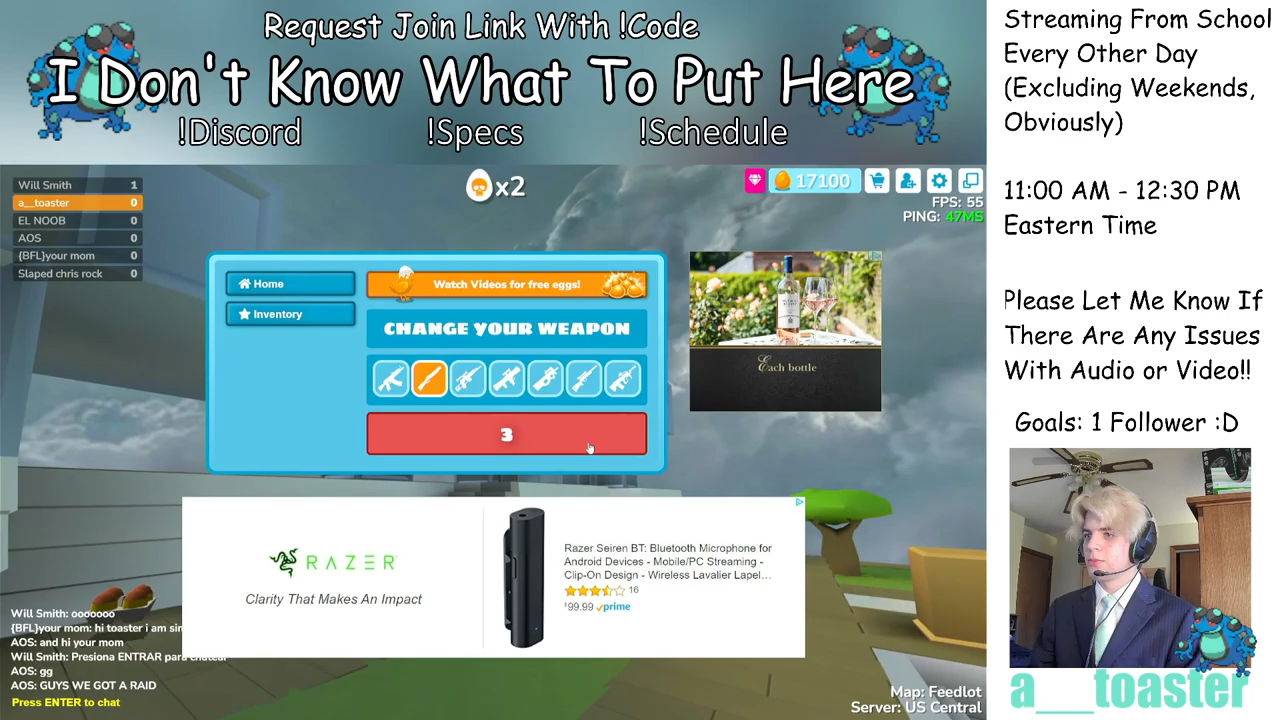 Request Join Link With !Code
I Don't Know What To Put Here
!Discord !Specs !Schedule
Streaming From School
Every Other Day
(Excluding Weekends,
Obviously)
11:00 AM - 12:30 PM
Eastern Time
Please Let Me Know If
There Are Any Issues
With Audio or Video!!
Goals: 1 Follower :D
a__toaster
Will Smith 1
a__toaster 0
EL NOOB 0
AOS 0
{BFL}your mom 0
Slaped chris rock 0
x2
17100
FPS: 55
PING: 47MS
Home
Inventory
Watch Videos for free eggs!
CHANGE YOUR WEAPON
3
Each bottle
RAZER
Clarity That Makes An Impact
Razer Seiren BT: Bluetooth Microphone for
Android Devices - Mobile/PC Streaming -
Clip-On Design - Wireless Lavalier Lapel...
16
$99.99 prime
Will Smith: ooooooo
{BFL}your mom: hi toaster i am sim
AOS: and hi your mom
Will Smith: Presiona ENTRAR para chatear
AOS: gg
AOS: GUYS WE GOT A RAID
Press ENTER to chat
Map: Feedlot
Server: US Central